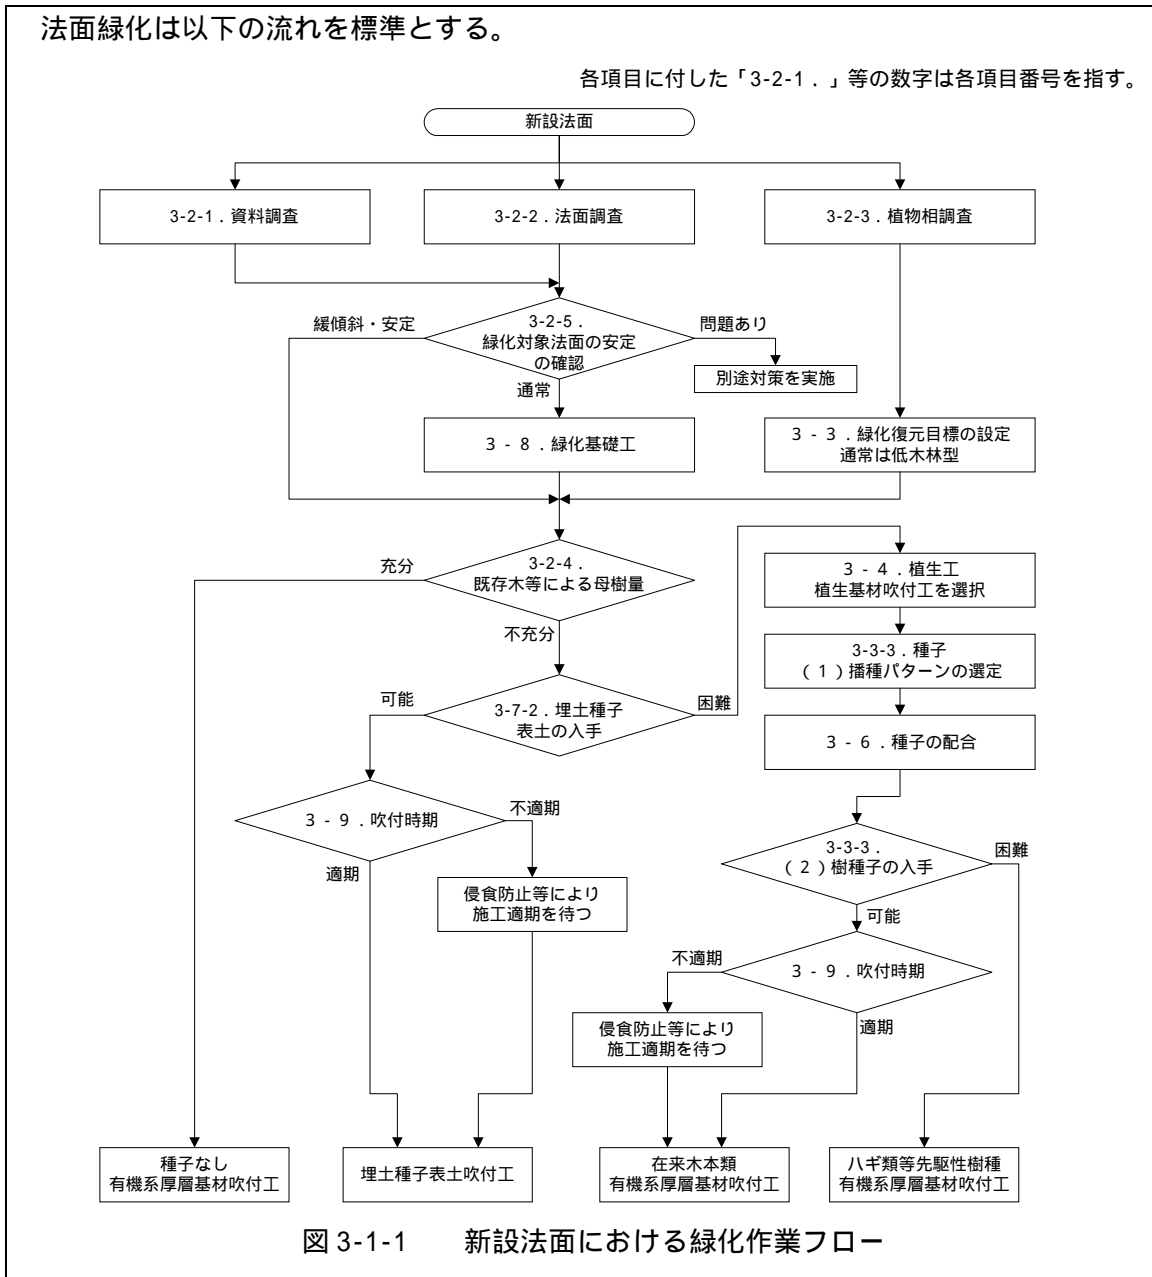 法面緑化は以下の流れを標準とする。
各項目に付した「3-2-1．」等の数字は各項目番号を指す。
新設法面
3-2-1．資料調査
3-2-2．法面調査
3-2-3．植物相調査
緩傾斜・安定
3-2-5．
緑化対象法面の安定
の確認
問題あり
別途対策を実施
通常
3 - 8．緑化基礎工
3 - 3．緑化復元目標の設定
通常は低木林型
充分
3-2-4．
既存木等による母樹量
不充分
3 - 4．植生工
植生基材吹付工を選択
3-3-3．種子
（1）播種パターンの選定
可能
3-7-2．埋土種子
表土の入手
困難
3 - 6．種子の配合
3 - 9．吹付時期
不適期
適期
侵食防止等により
施工適期を待つ
3-3-3．
（2）樹種子の入手
困難
可能
不適期
3 - 9．吹付時期
適期
侵食防止等により
施工適期を待つ
種子なし
有機系厚層基材吹付工
埋土種子表土吹付工
在来木本類
有機系厚層基材吹付工
ハギ類等先駆性樹種
有機系厚層基材吹付工
図 3-1-1　新設法面における緑化作業フロー